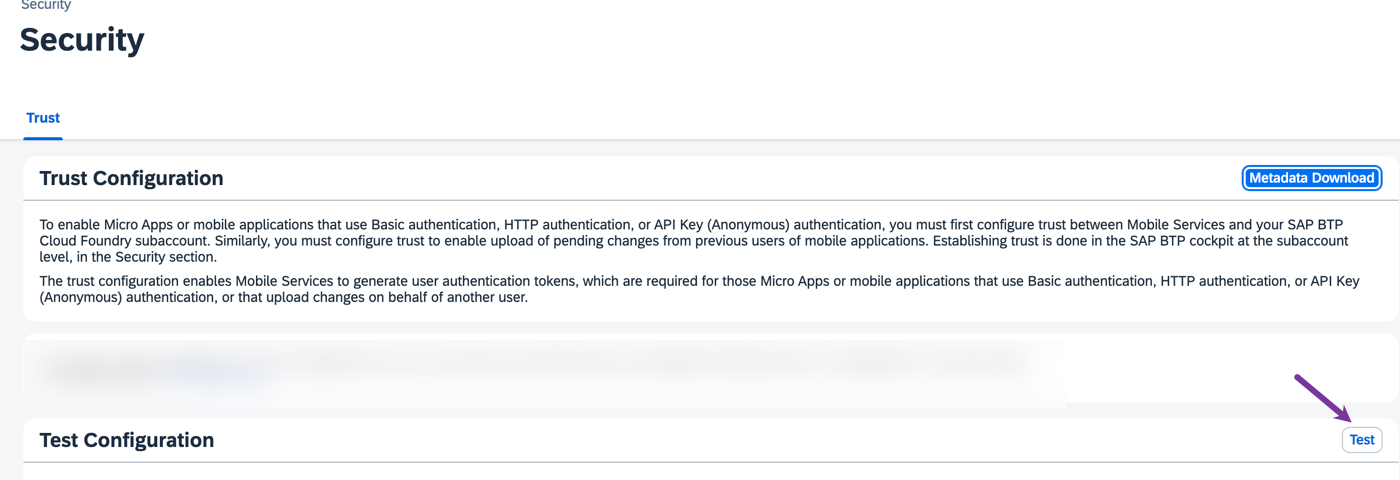 Security
Security
Trust
Trust Configuration
Metadata Download
To enable Micro Apps or mobile applications that use Basic authentication, HTTP authentication, or API Key (Anonymous) authentication, you must first configure trust between Mobile Services and your SAP BTP
Cloud Foundry subaccount. Similarly, you must configure trust to enable upload of pending changes from previous users of mobile applications. Establishing trust is done in the SAP BTP cockpit at the subaccount
level, in the Security section.
The trust configuration enables Mobile Services to generate user authentication tokens, which are required for those Micro Apps or mobile applications that use Basic authentication, HTTP authentication, or API Key
(Anonymous) authentication, or that upload changes on behalf of another user.
Test Configuration
Test